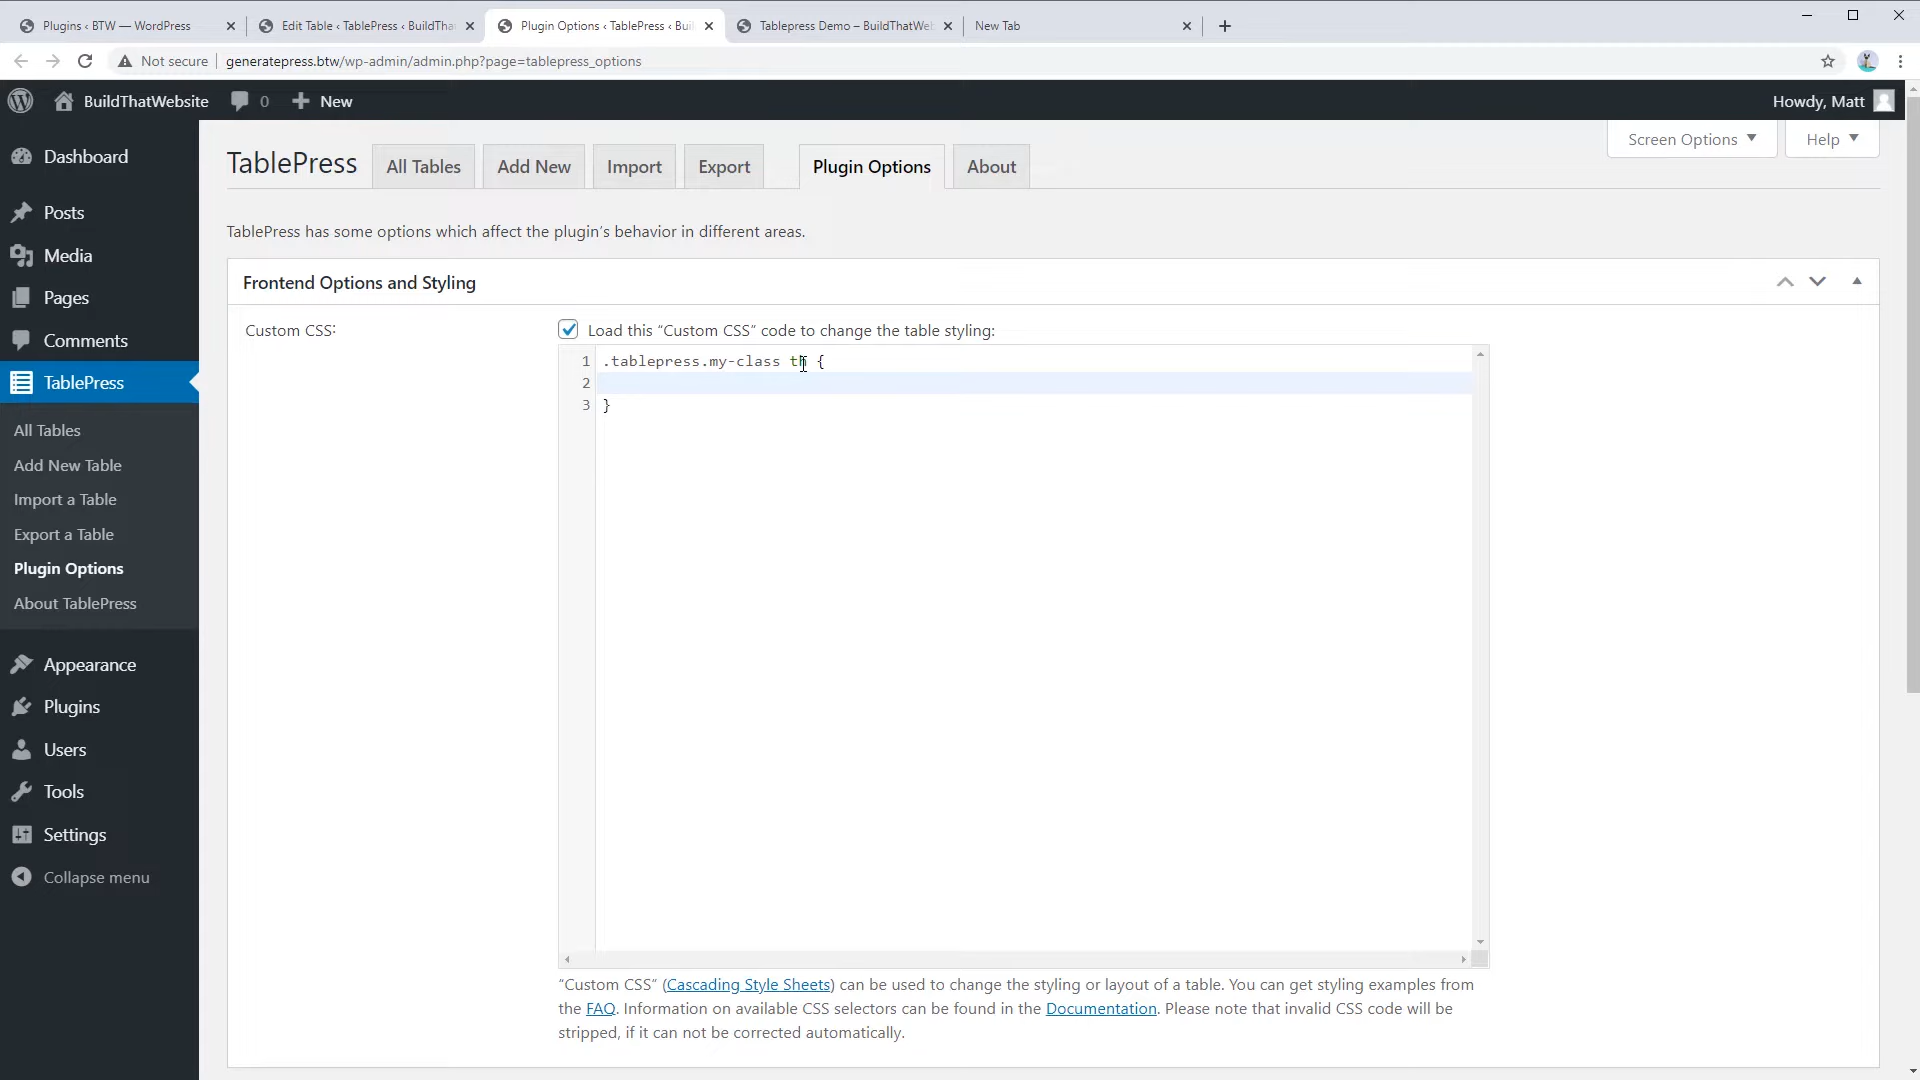 Plugins ‹ BTW — WordPress
Edit Table ‹ TablePress ‹ BuildTha
Plugin Options ‹ TablePress ‹ Buil
Tablepress Demo – BuildThatWeb
New Tab
Not secure
generatepress.btw/wp-admin/admin.php?page=tablepress_options
BuildThatWebsite
0
New
Howdy, Matt
Dashboard
Posts
Media
Pages
Comments
TablePress
All Tables
Add New Table
Import a Table
Export a Table
Plugin Options
About TablePress
Appearance
Plugins
Users
Tools
Settings
Collapse menu
Screen Options
Help
TablePress
All Tables
Add New
Import
Export
Plugin Options
About
TablePress has some options which affect the plugin’s behavior in different areas.
Frontend Options and Styling
Custom CSS:
Load this “Custom CSS” code to change the table styling:
1 .tablepress.my-class th {
2
3 }
“Custom CSS” (Cascading Style Sheets) can be used to change the styling or layout of a table. You can get styling examples from
the FAQ. Information on available CSS selectors can be found in the Documentation. Please note that invalid CSS code will be
stripped, if it can not be corrected automatically.